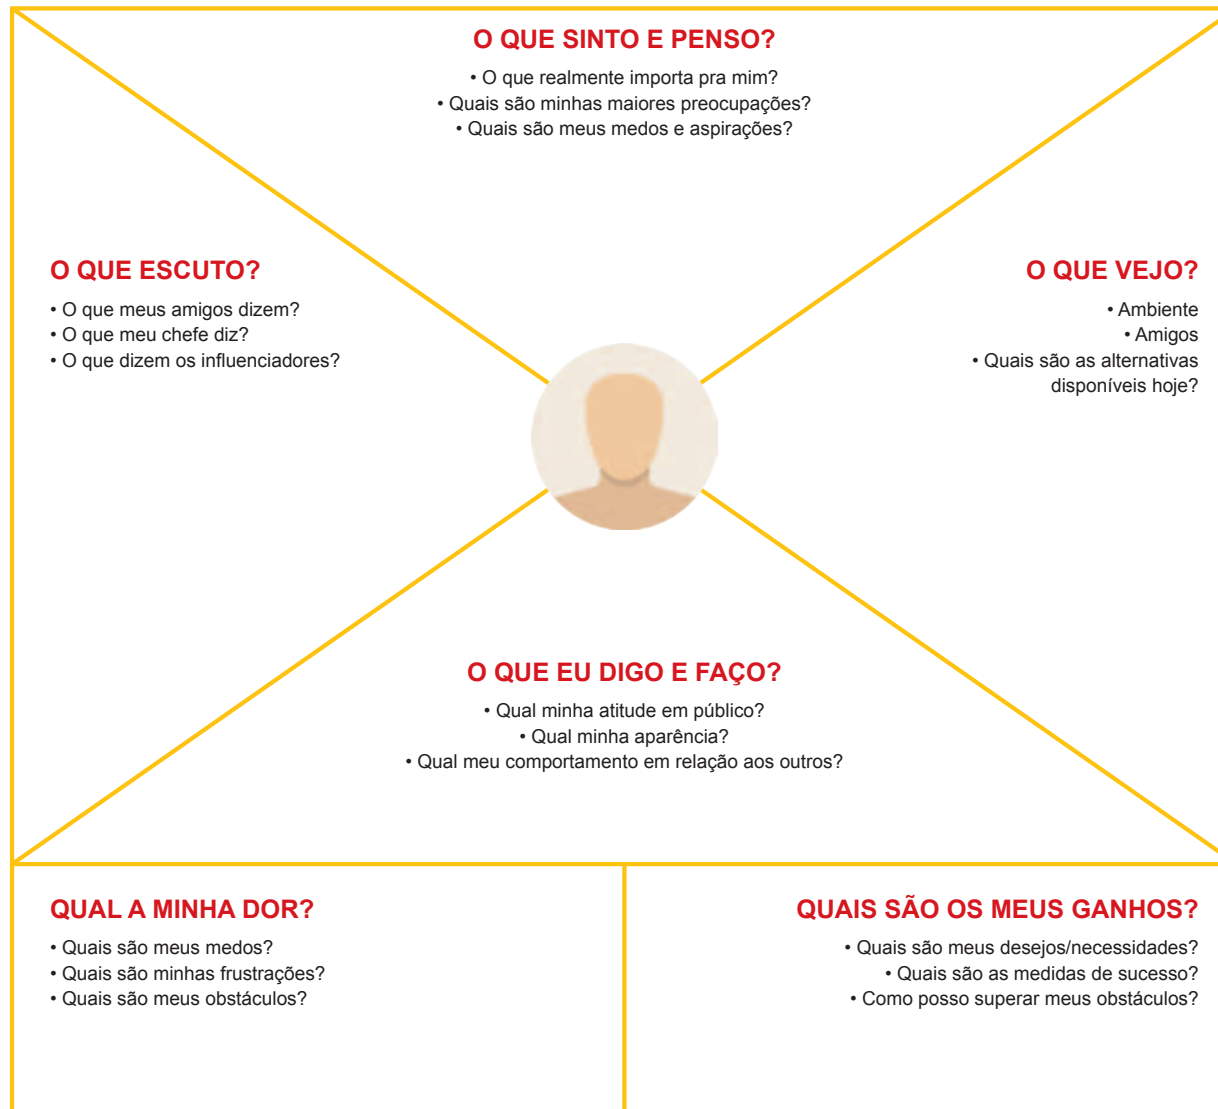 O QUE SINTO E PENSO?
• O que realmente importa pra mim?
• Quais são minhas maiores preocupações?
• Quais são meus medos e aspirações?
O QUE ESCUTO?
• O que meus amigos dizem?
• O que meu chefe diz?
• O que dizem os influenciadores?
O QUE VEJO?
• Ambiente
• Amigos
• Quais são as alternativas
disponíveis hoje?
O QUE EU DIGO E FAÇO?
• Qual minha atitude em público?
• Qual minha aparência?
• Qual meu comportamento em relação aos outros?
QUAL A MINHA DOR?
• Quais são meus medos?
• Quais são minhas frustrações?
• Quais são meus obstáculos?
QUAIS SÃO OS MEUS GANHOS?
• Quais são meus desejos/necessidades?
• Quais são as medidas de sucesso?
• Como posso superar meus obstáculos?